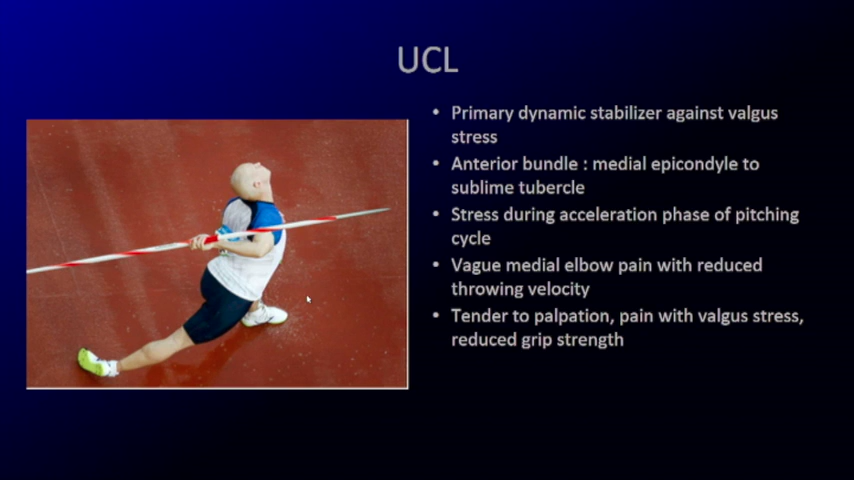 UCL
• Primary dynamic stabilizer against valgus
stress
• Anterior bundle : medial epicondyle to
sublime tubercle
• Stress during acceleration phase of pitching
cycle
• Vague medial elbow pain with reduced
throwing velocity
• Tender to palpation, pain with valgus stress,
reduced grip strength